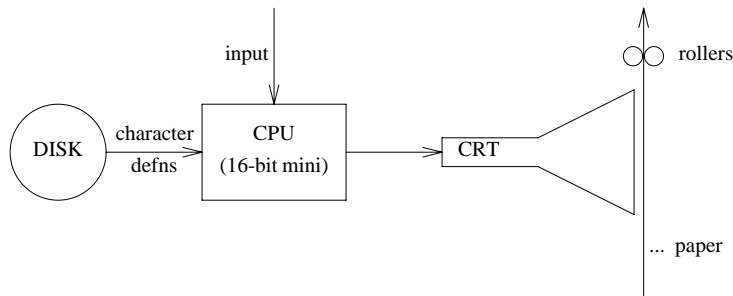 input
rollers
character
defns
DISK
CPU
(16-bit mini)
CRT
... paper